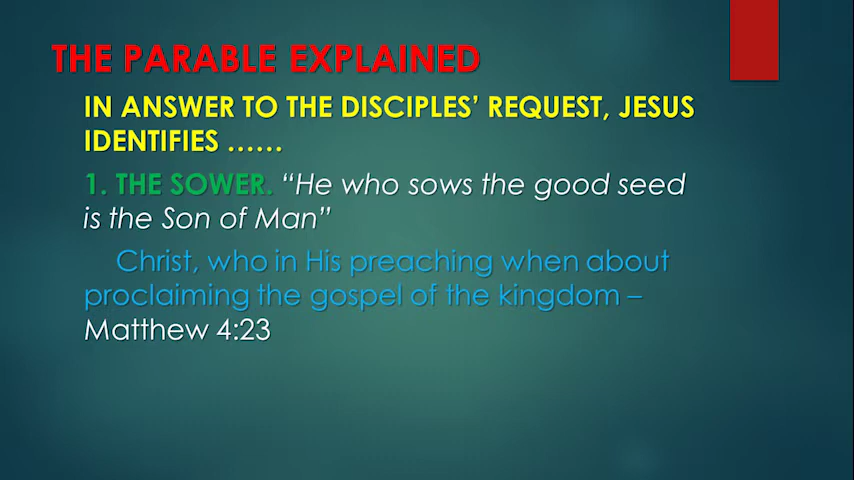 THE PARABLE EXPLAINED
IN ANSWER TO THE DISCIPLES’ REQUEST, JESUS
IDENTIFIES ……
1. THE SOWER. “He who sows the good seed
is the Son of Man”
Christ, who in His preaching when about
proclaiming the gospel of the kingdom –
Matthew 4:23